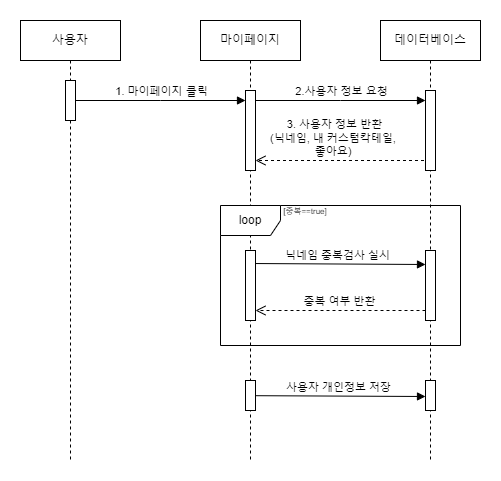 사용자
마이페이지
데이터베이스
1. 마이페이지 클릭
2.사용자 정보 요청
3. 사용자 정보 반환
(닉네임, 내 커스텀칵테일,
좋아요)
loop
[중복==true]
닉네임 중복검사 실시
중복 여부 반환
사용자 개인정보 저장